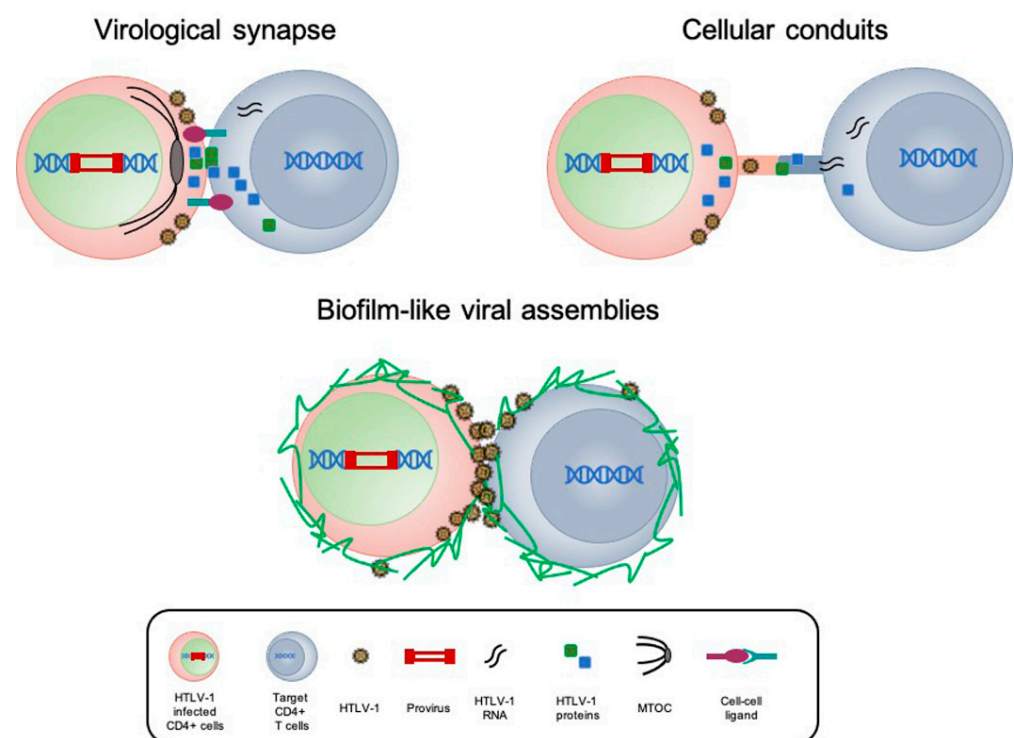 Virological synapse
Cellular conduits
Biofilm-like viral assemblies
HTLV-1
infected
CD4+ cells
Target
CD4+
T cells
HTLV-1
Provirus
HTLV-1
RNA
HTLV-1
proteins
MTOC
Cell-cell
ligand